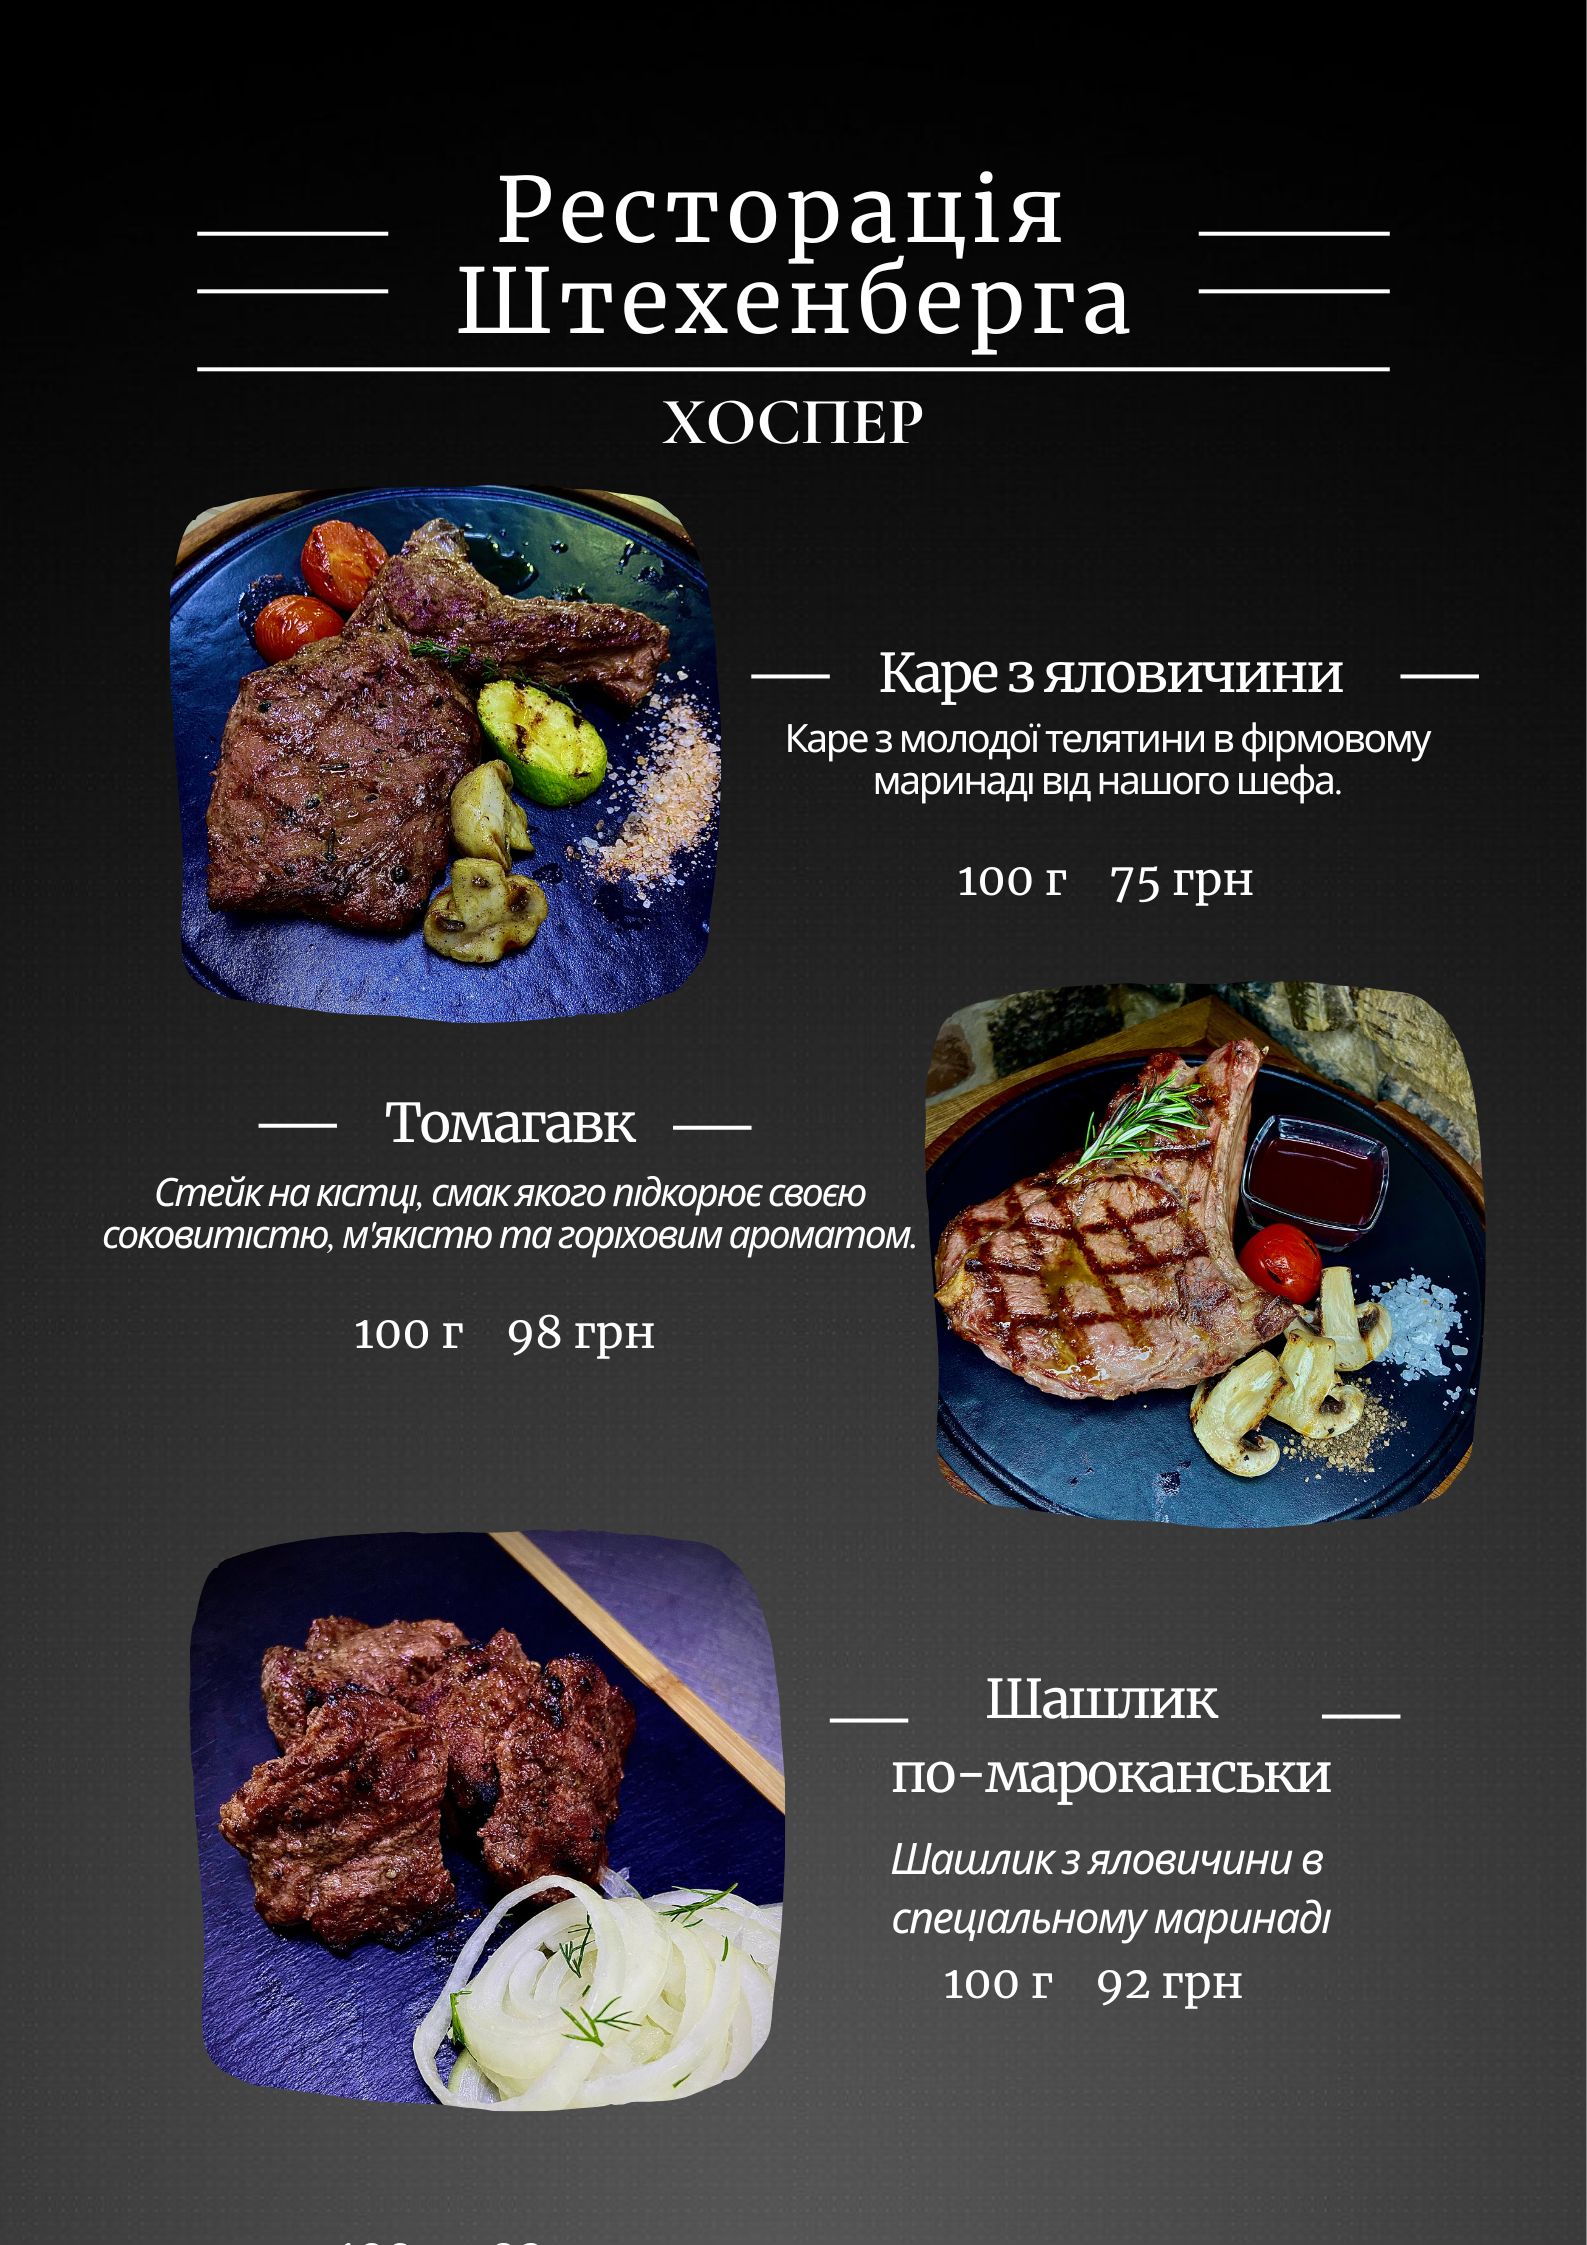 Ресторація
Штехенберга
ХОСПЕР
Каре з яловичини
Каре з молодої телятини в фірмовому
маринаді від нашого шефа.
100 г 75 грн
Томагавк
Стейк на кістці, смак якого підкорює своєю
соковитістю, м'якістю та горіховим ароматом.
100 г 98 грн
Шашлик
по-мароканськи
Шашлик з яловичини в
спеціальному маринаді
100 г 92 грн